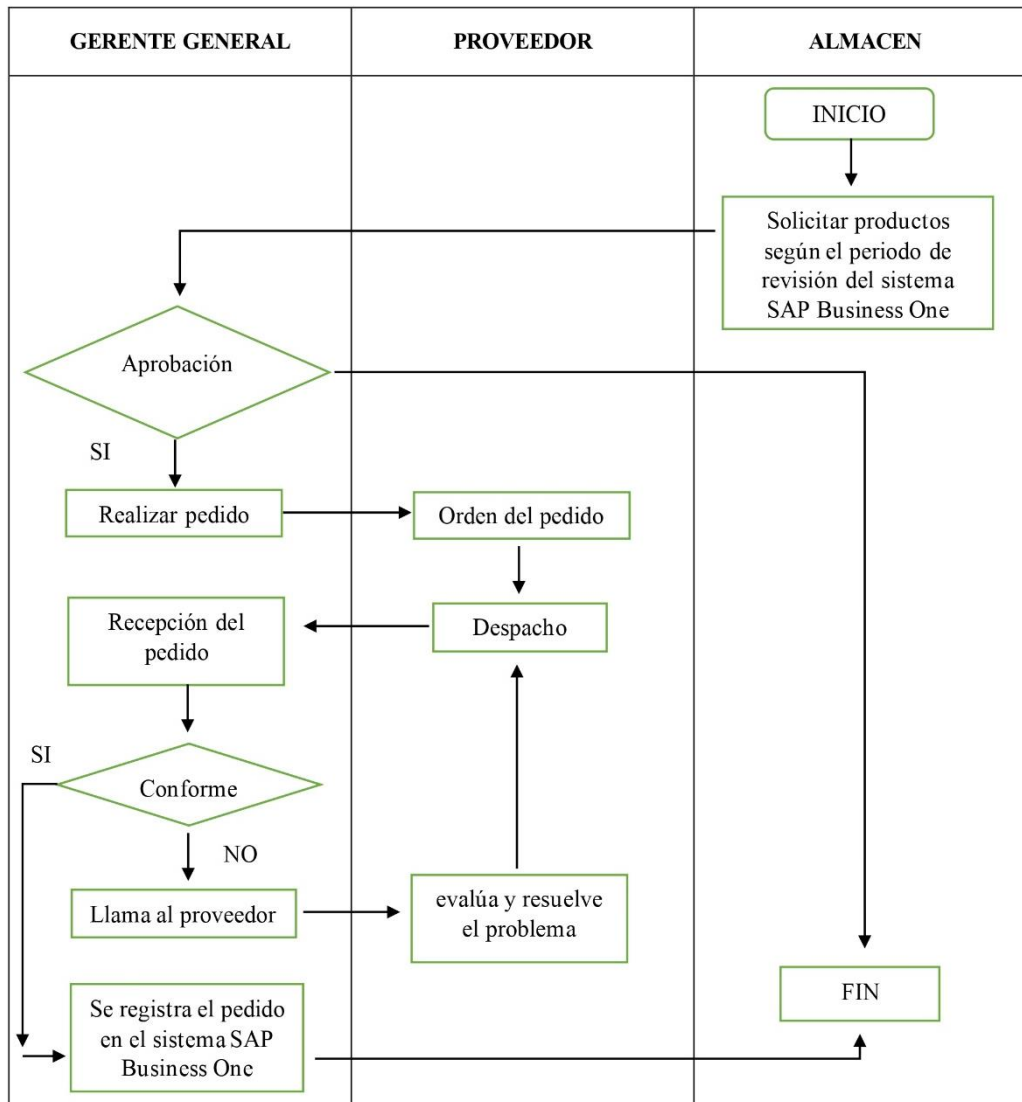 GERENTE GENERAL
PROVEEDOR
ALMACEN
INICIO
Solicitar productos
según el periodo de
revisión del sistema
SAP Business One
Aprobación
SI
Realizar pedido
Orden del pedido
Recepción del
pedido
Despacho
SI
Conforme
NO
Llama al proveedor
evalúa y resuelve
el problema
Se registra el pedido
en el sistema SAP
Business One
FIN